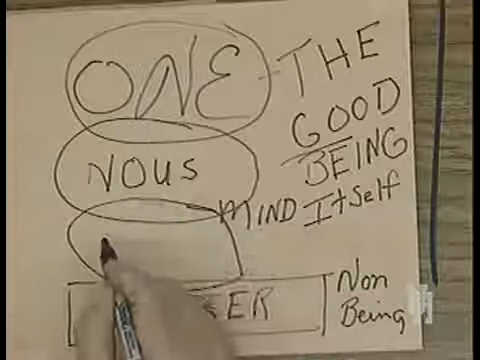 ONE
THE
GOOD
BEING
NOUS
MIND ItSelf
Non
Being